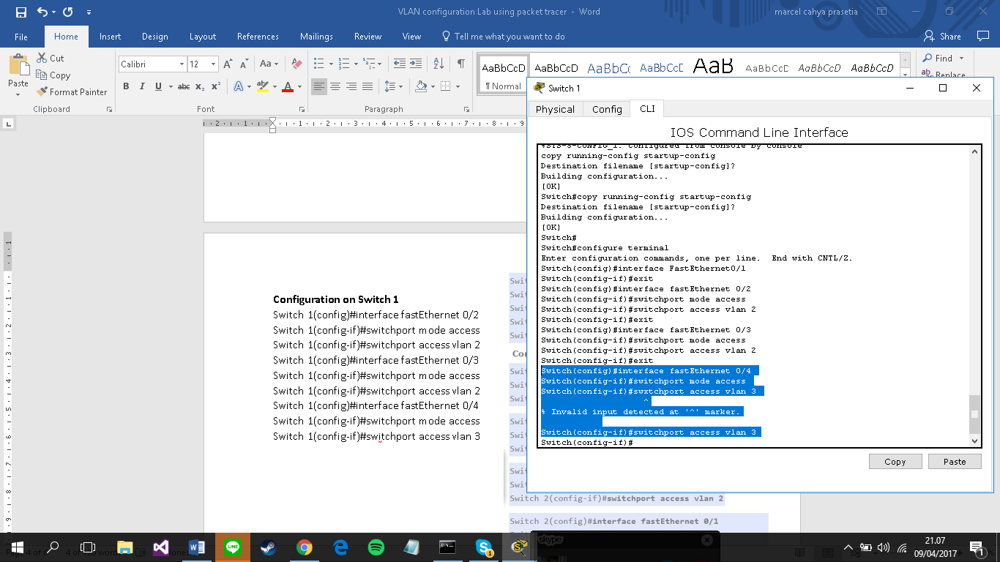 VLAN configuration Lab using packet tracer - Word
marcel cahya prasetia
File Home Insert Design Layout References Mailings Review View Tell me what you want to do Share
Paste
Cut
Copy
Format Painter
Clipboard
Calibri 12
Font
Paragraph
AaBbCcD AaBbCcD AaBbC AaBbCcD AaB AaBbCcD AaBbCcD AaBbCcD
¶ Normal
Find
Replace
Configuration on Switch 1
Switch 1(config)#interface fastEthernet 0/2
Switch 1(config-if)#switchport mode access
Switch 1(config-if)#switchport access vlan 2
Switch 1(config)#interface fastEthernet 0/3
Switch 1(config-if)#switchport mode access
Switch 1(config-if)#switchport access vlan 2
Switch 1(config)#interface fastEthernet 0/4
Switch 1(config-if)#switchport mode access
Switch 1(config-if)#switchport access vlan 3
Switch 2(config-if)#switchport access vlan 2
Switch 2(config)#interface fastEthernet 0/1
Switch 1
Physical Config CLI
IOS Command Line Interface
%SYS-5-CONFIG_I: Configured from console by console
copy running-config startup-config
Destination filename [startup-config]?
Building configuration...
[OK]
Switch#copy running-config startup-config
Destination filename [startup-config]?
Building configuration...
[OK]
Switch#
Switch#configure terminal
Enter configuration commands, one per line. End with CNTL/Z.
Switch(config)#interface FastEthernet0/1
Switch(config-if)#exit
Switch(config)#interface fastEthernet 0/2
Switch(config-if)#switchport mode access
Switch(config-if)#switchport access vlan 2
Switch(config-if)#exit
Switch(config)#interface fastEthernet 0/3
Switch(config-if)#switchport mode access
Switch(config-if)#switchport access vlan 2
Switch(config-if)#exit
Switch(config)#interface fastEthernet 0/4
Switch(config-if)#switchport mode access
Switch(config-if)#swxtchport access vlan 3
^
% Invalid input detected at '^' marker.
Switch(config-if)#switchport access vlan 3
Switch(config-if)#
Copy Paste
skype
21.07
09/04/2017